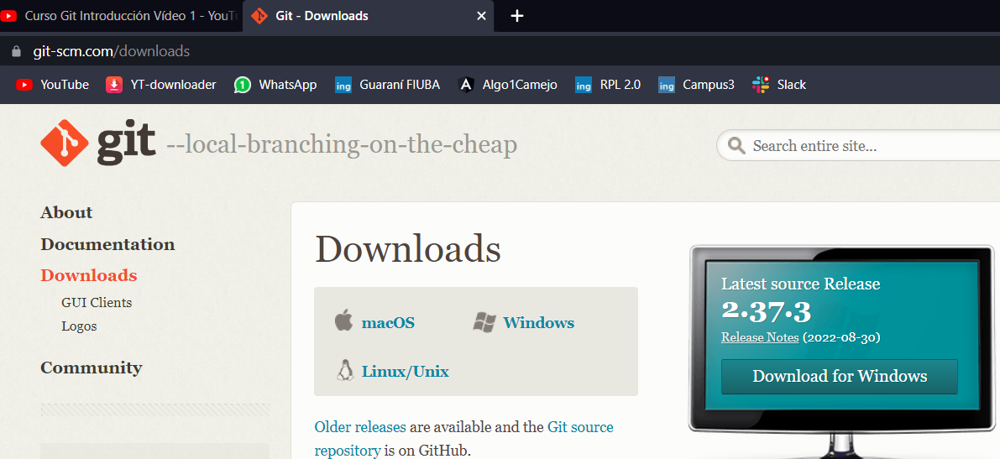 Curso Git Introducción Vídeo 1 - YouT
Git - Downloads
git-scm.com/downloads
YouTube YT-downloader WhatsApp Guaraní FIUBA Algo1Camejo RPL 2.0 Campus3 Slack
git --local-branching-on-the-cheap
Search entire site...
About
Documentation
Downloads
GUI Clients
Logos
Community
Downloads
macOS Windows
Linux/Unix
Older releases are available and the Git source
repository is on GitHub.
Latest source Release
2.37.3
Release Notes (2022-08-30)
Download for Windows